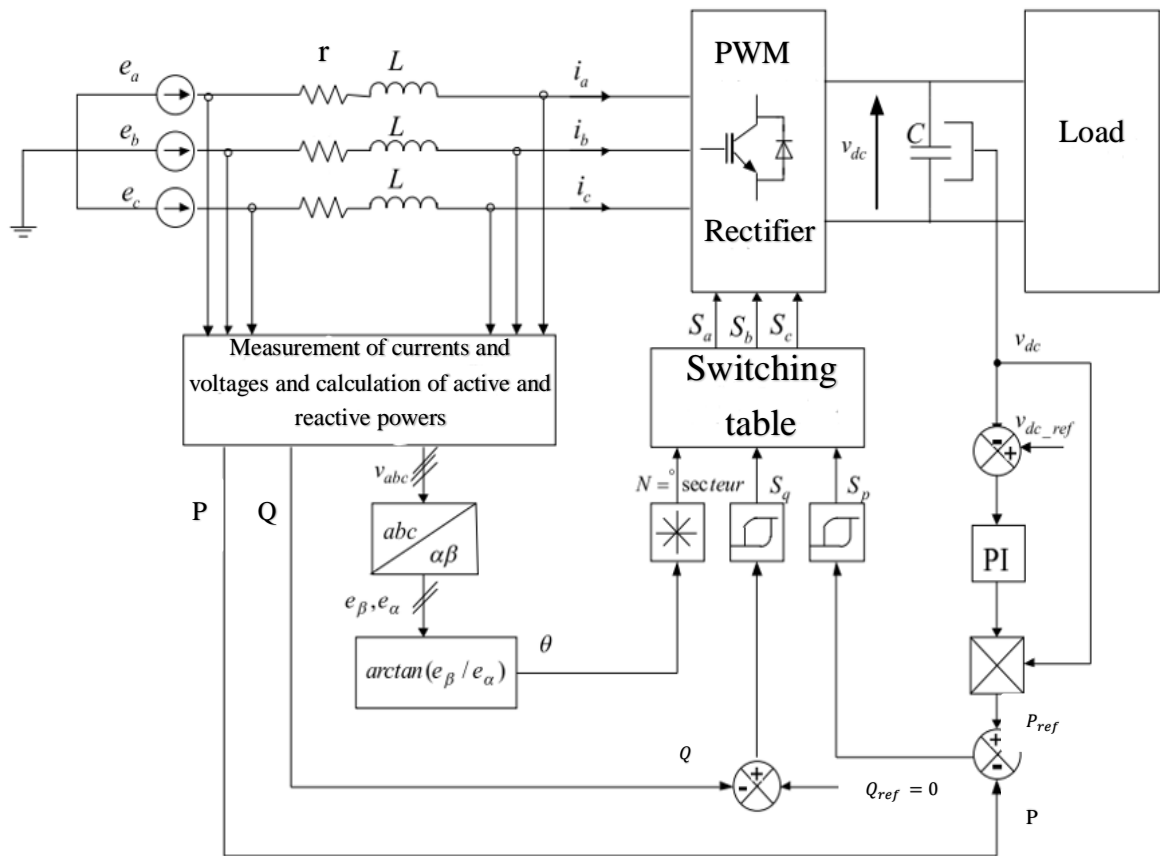 r
PWM
e_a
L
i_a
e_b
L
i_b
v_dc
C
Load
e_c
L
i_c
Rectifier
S_a
S_b
S_c
Measurement of currents and
voltages and calculation of active and
reactive powers
Switching
table
v_dc
v_dc_ref
-
+
v_abc
N=° secteur
S_q
S_p
P
Q
abc
αβ
PI
e_β,e_α
θ
arctan(e_β / e_α)
P_ref
+
-
Q
+
-
Q_ref = 0
P